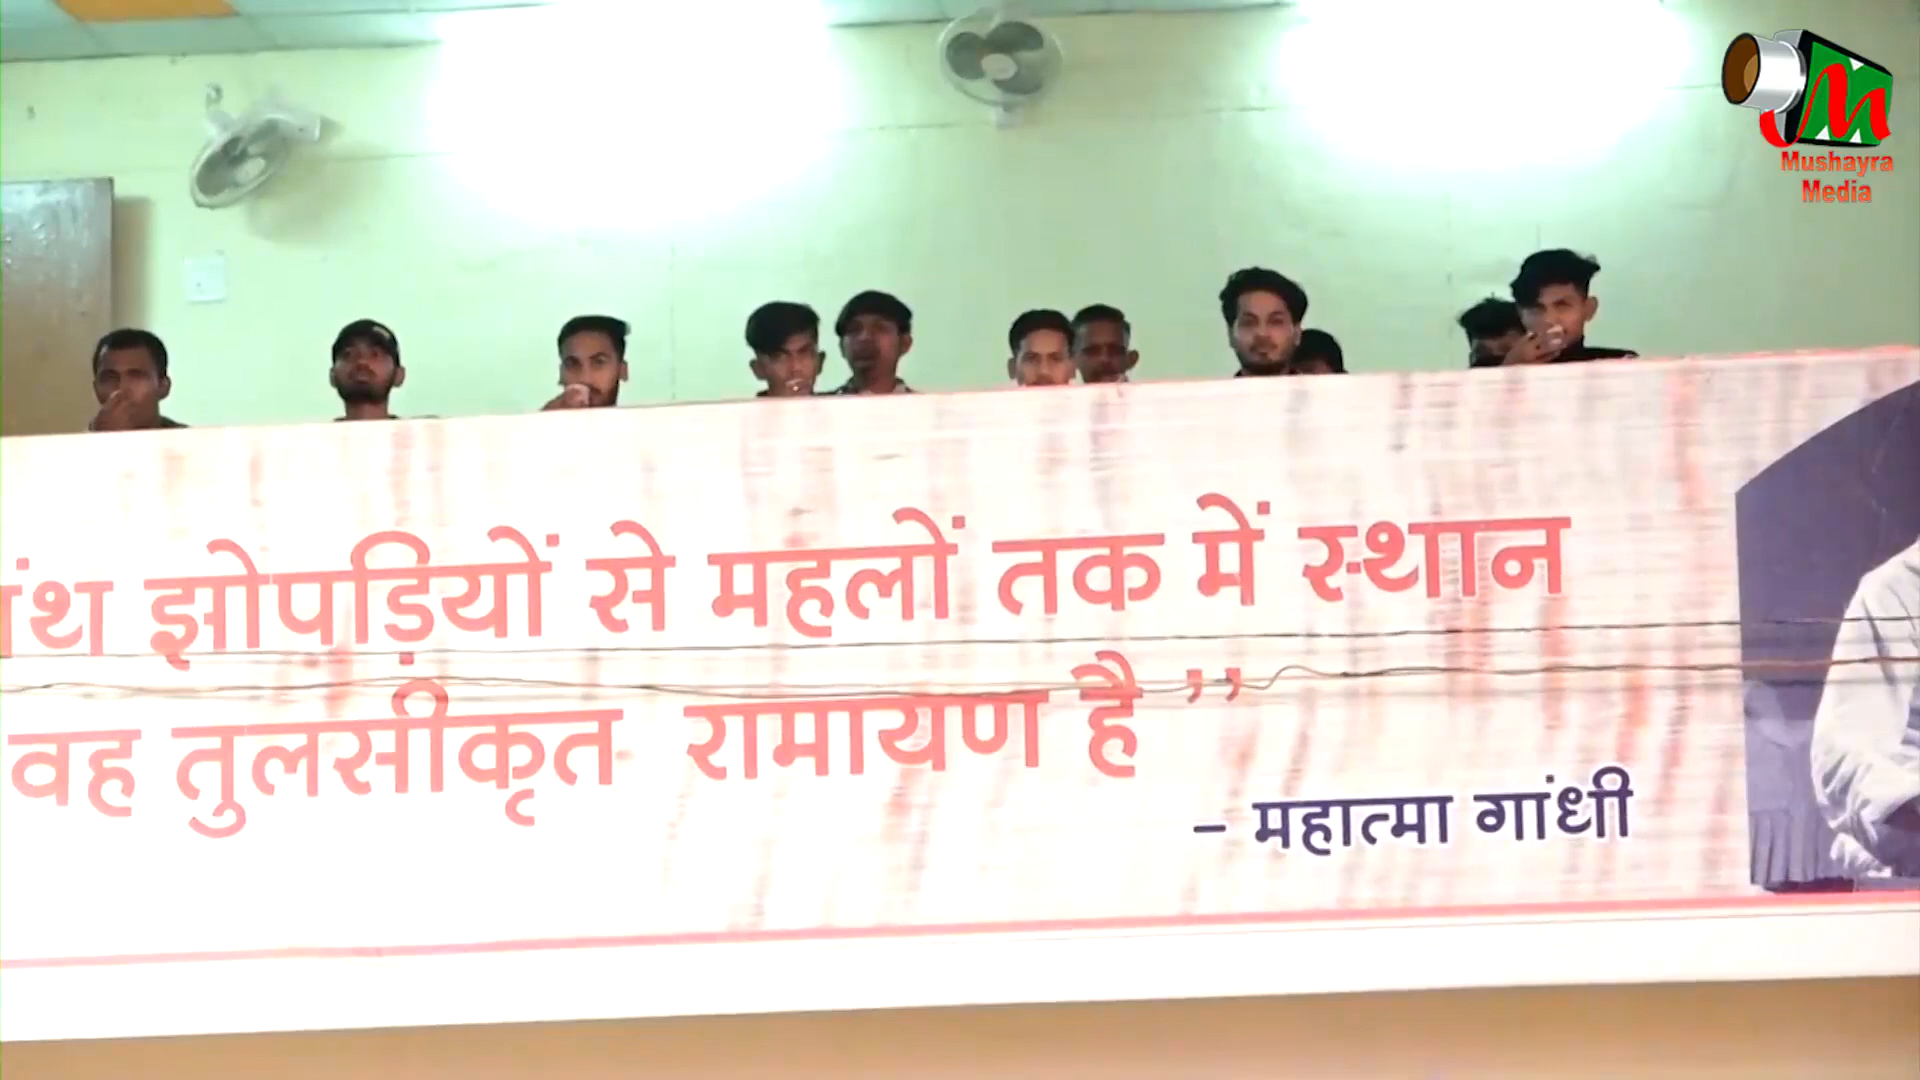 झोपड़ियों से महलों तक में स्थान
वह तुलसीकृत रामायण है ”
– महात्मा गांधी
Mushayra
Media